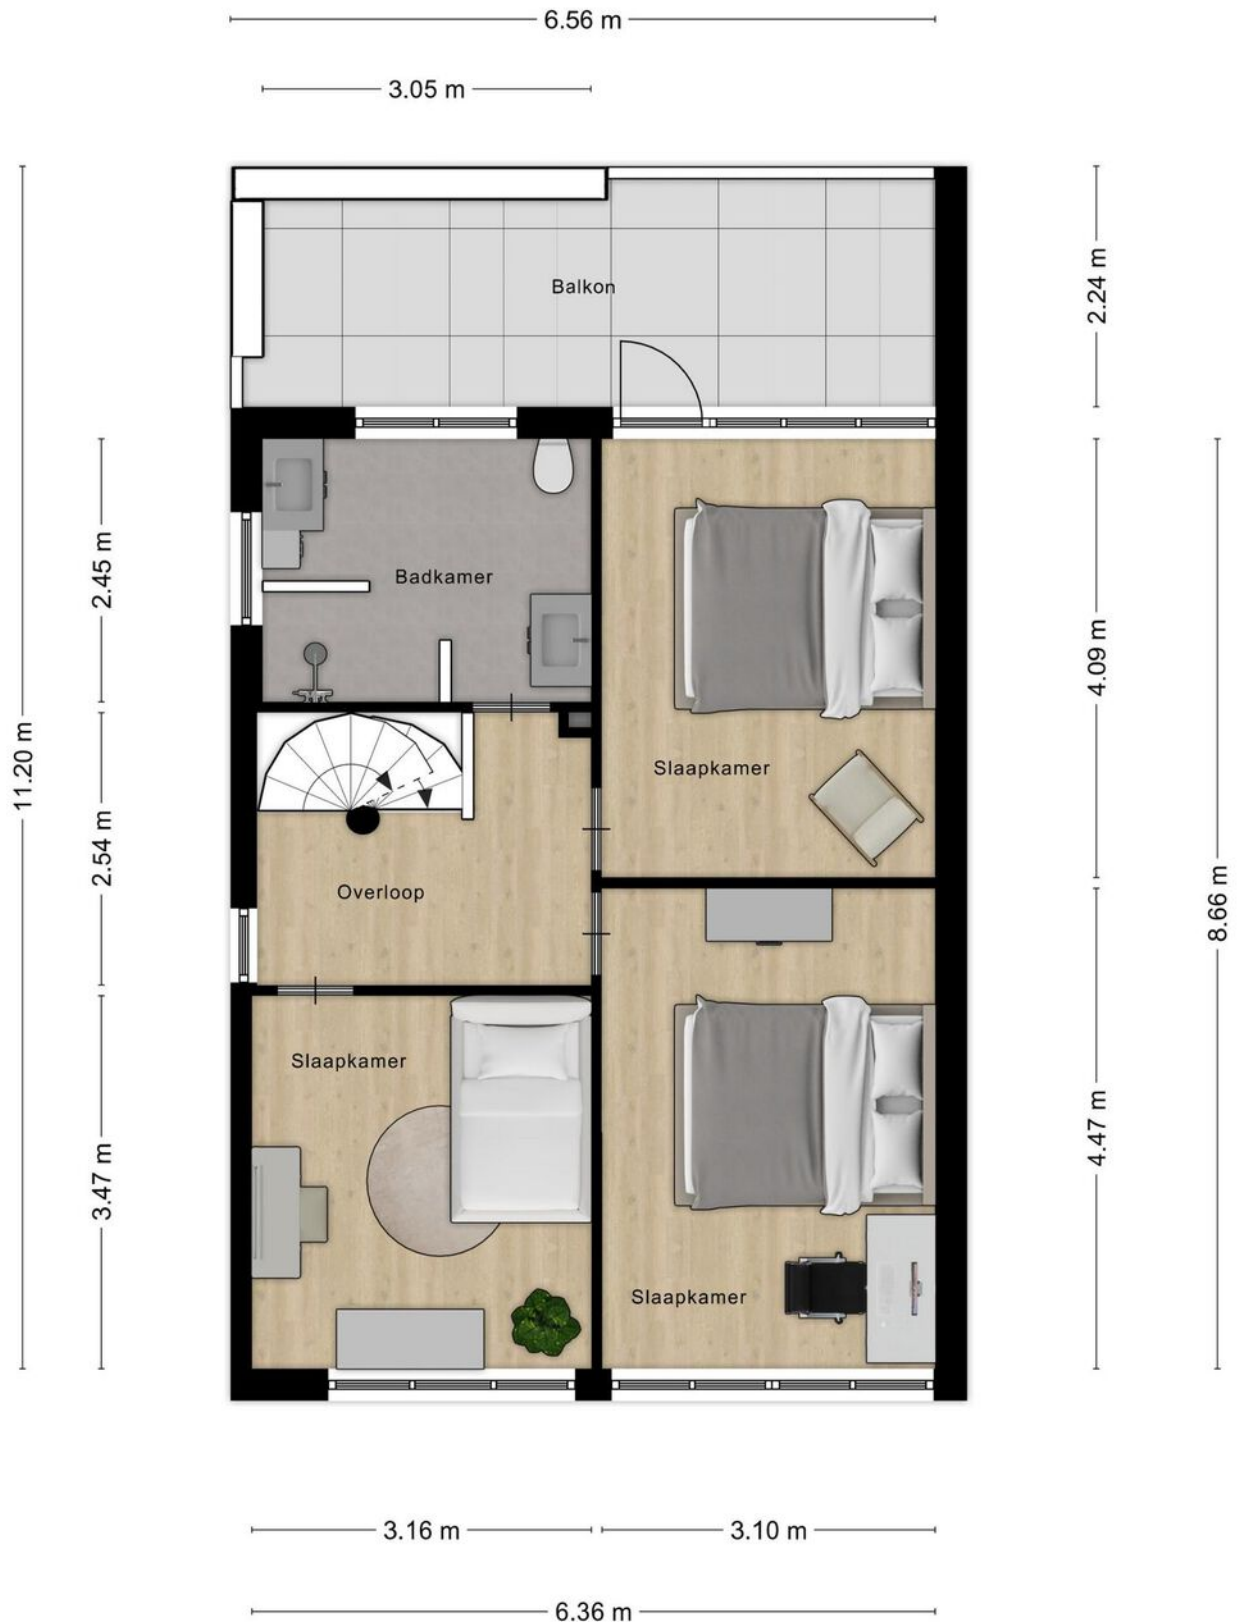 6.56 m
3.05 m
Balkon
2.24 m
Badkamer
2.45 m
4.09 m
11.20 m
Slaapkamer
2.54 m
Overloop
8.66 m
Slaapkamer
3.47 m
4.47 m
Slaapkamer
3.16 m
3.10 m
6.36 m